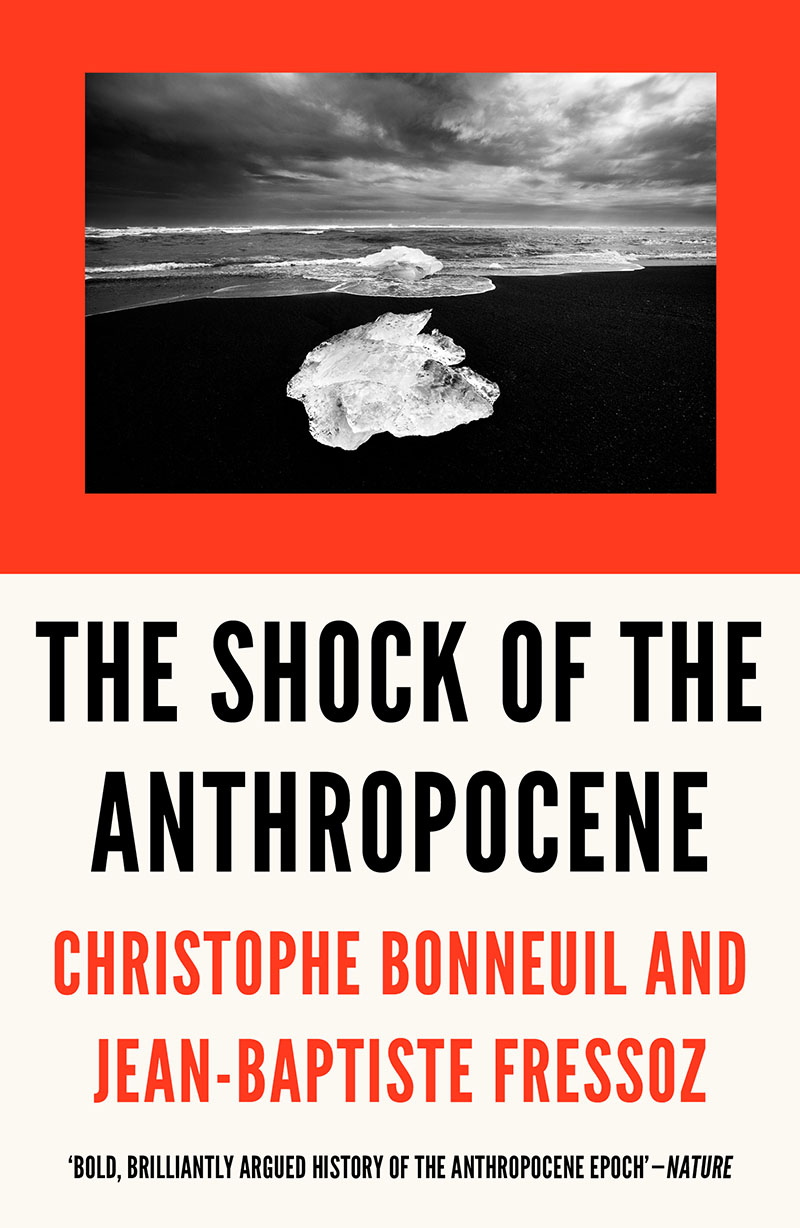 THE SHOCK OF THE
ANTHROPOCENE
CHRISTOPHE BONNEUIL AND
JEAN-BAPTISTE FRESSOZ
‘BOLD, BRILLIANTLY ARGUED HISTORY OF THE ANTHROPOCENE EPOCH’ –NATURE